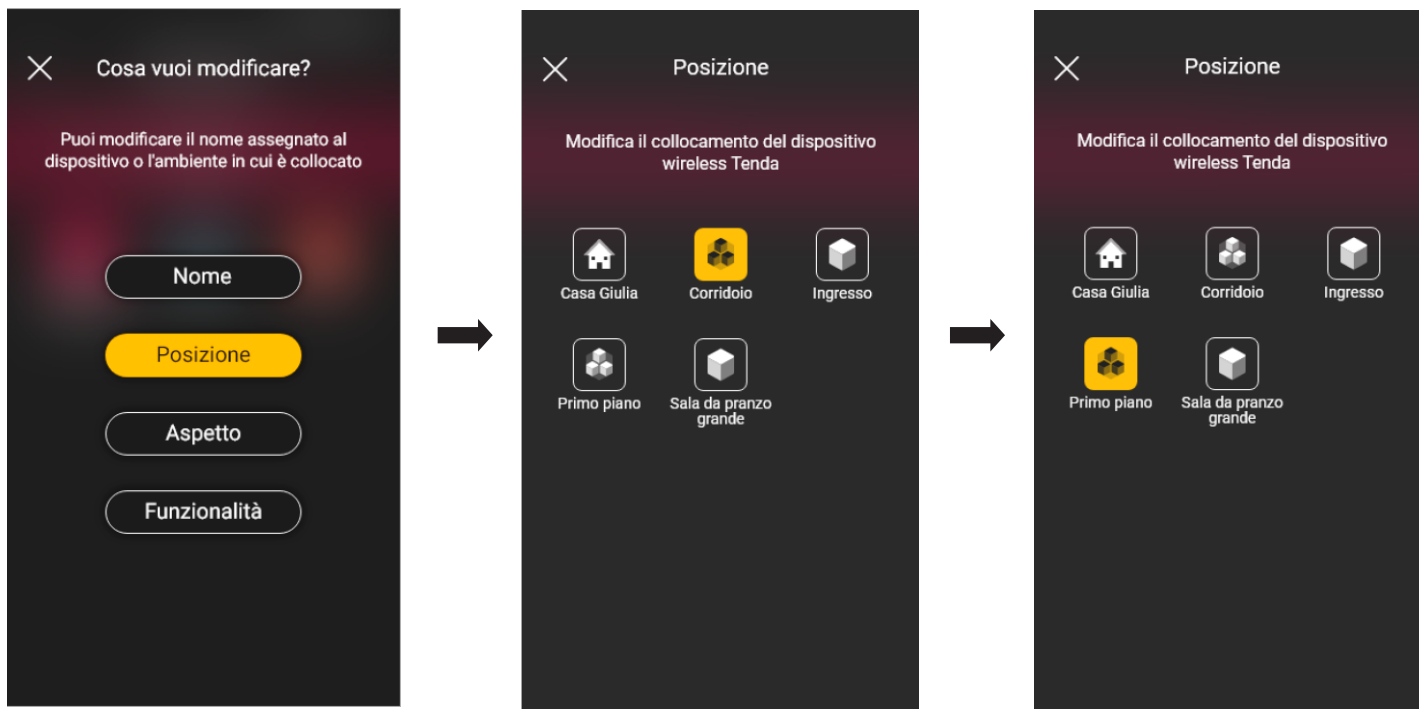 Cosa vuoi modificare?
Puoi modificare il nome assegnato al
dispositivo o l'ambiente in cui è collocato
Nome
Posizione
Aspetto
Funzionalità
Posizione
Modifica il collocamento del dispositivo
wireless Tenda
Casa Giulia
Corridoio
Ingresso
Primo piano
Sala da pranzo
grande
Posizione
Modifica il collocamento del dispositivo
wireless Tenda
Casa Giulia
Corridoio
Ingresso
Primo piano
Sala da pranzo
grande